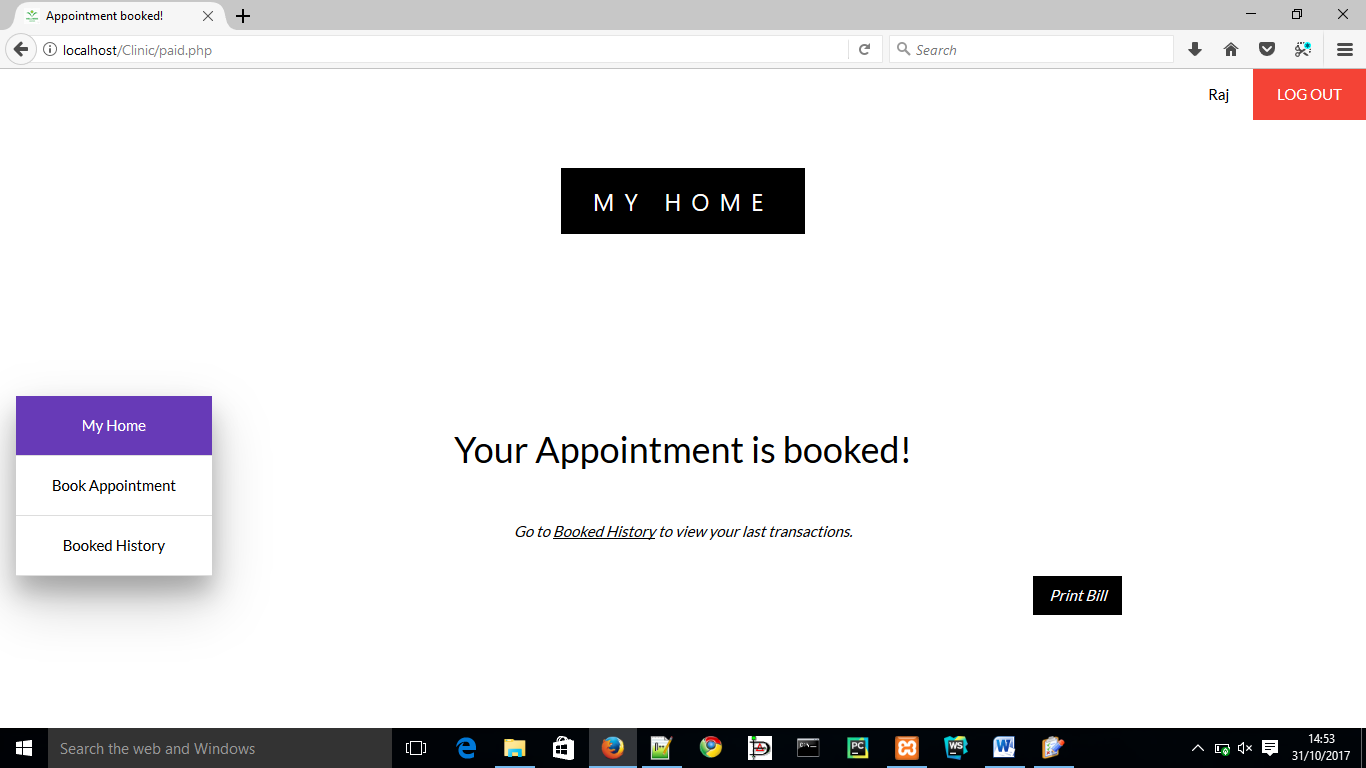 Appointment booked!
localhost/Clinic/paid.php
Search
Raj
LOG OUT
MY HOME
My Home
Book Appointment
Booked History
Your Appointment is booked!
Go to Booked History to view your last transactions.
Print Bill
Search the web and Windows
PC
WS
W
14:53
31/10/2017